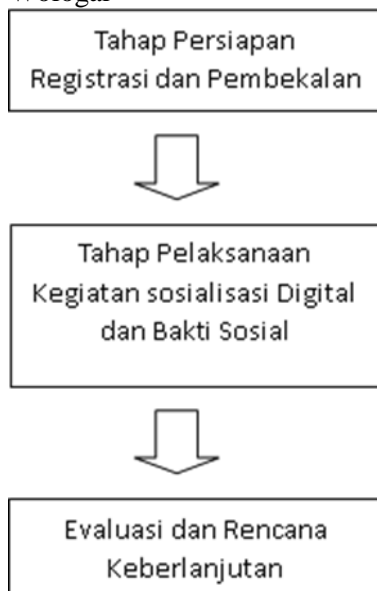 Tahap Persiapan
Registrasi dan Pembekalan
Tahap Pelaksanaan
Kegiatan sosialisasi Digital
dan Bakti Sosial
Evaluasi dan Rencana
Keberlanjutan